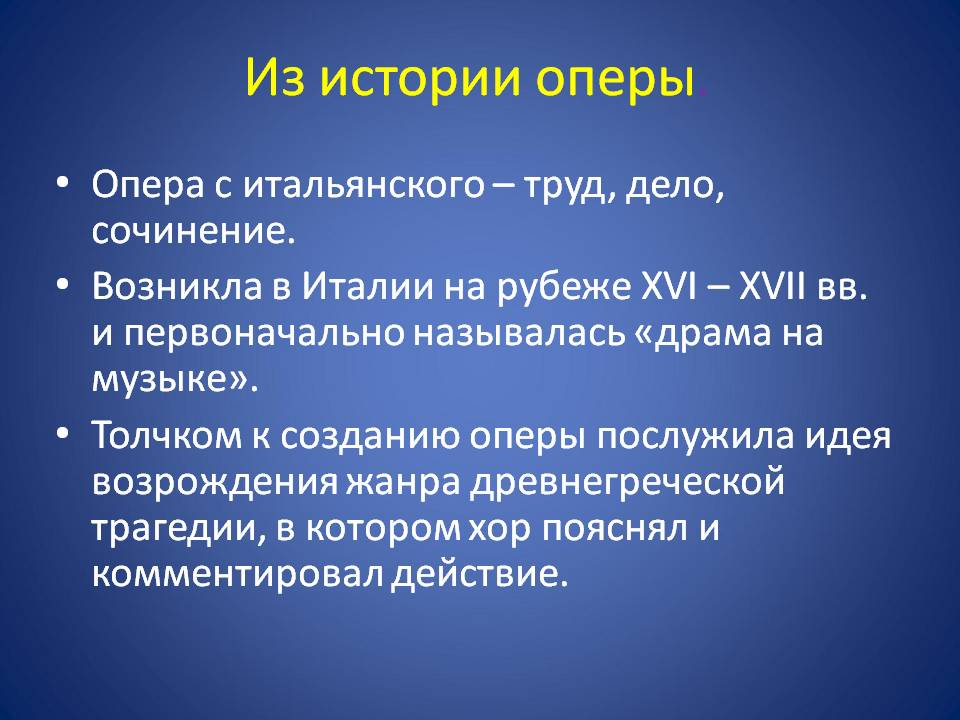 Из истории оперы.
• Опера с итальянского – труд, дело,
сочинение.
• Возникла в Италии на рубеже XVI – XVII вв.
и первоначально называлась «драма на
музыке».
• Толчком к созданию оперы послужила идея
возрождения жанра древнегреческой
трагедии, в котором хор пояснял и
комментировал действие.